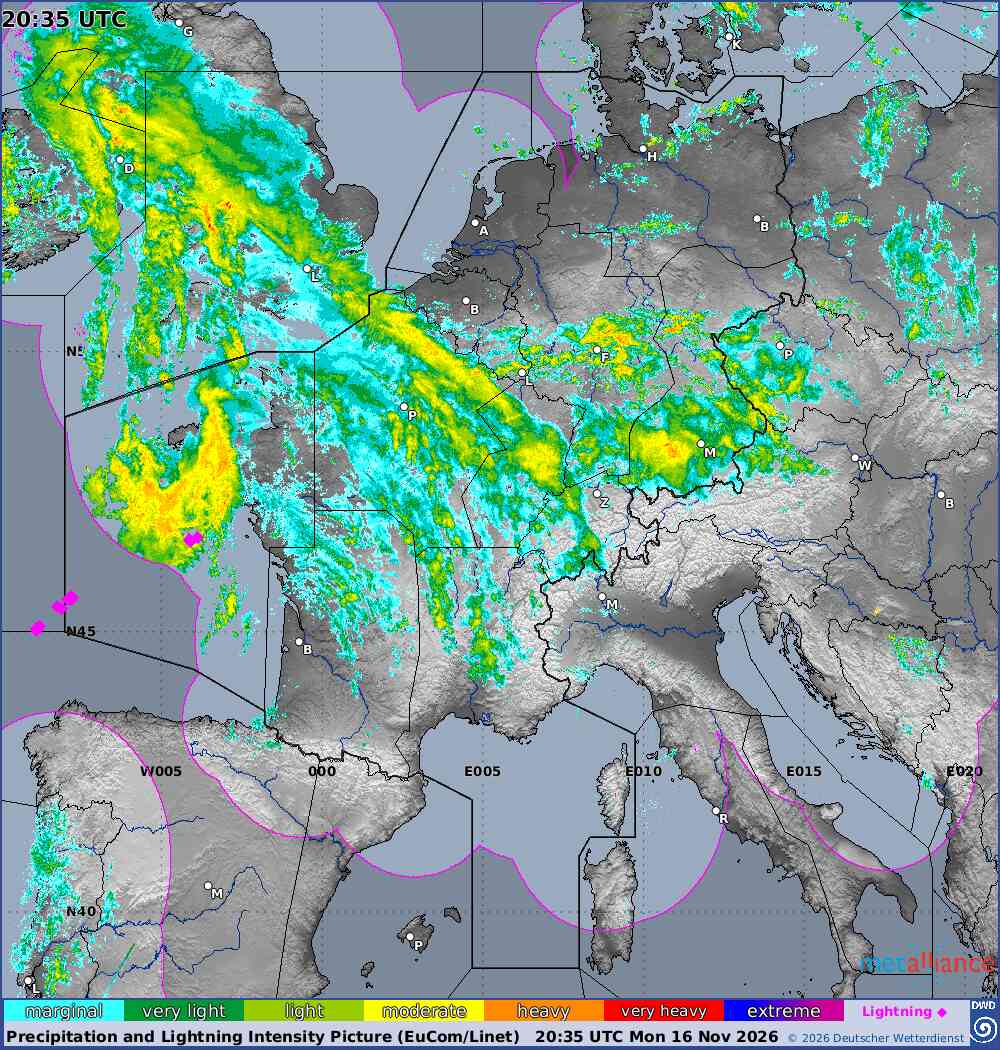 20:35 UTC
G
K
D
H
A
B
L
B
N5
F
P
L
P
M
W
Z
B
M
N45
B
W005
000
E005
E010
E015
E020
R
M
N40
P
metalliance
L
marginal very light light moderate heavy very heavy extreme Lightning
DWD
Precipitation and Lightning Intensity Picture (EuCom/Linet) 20:35 UTC Mon 16 Nov 2026 © 2026 Deutscher Wetterdienst